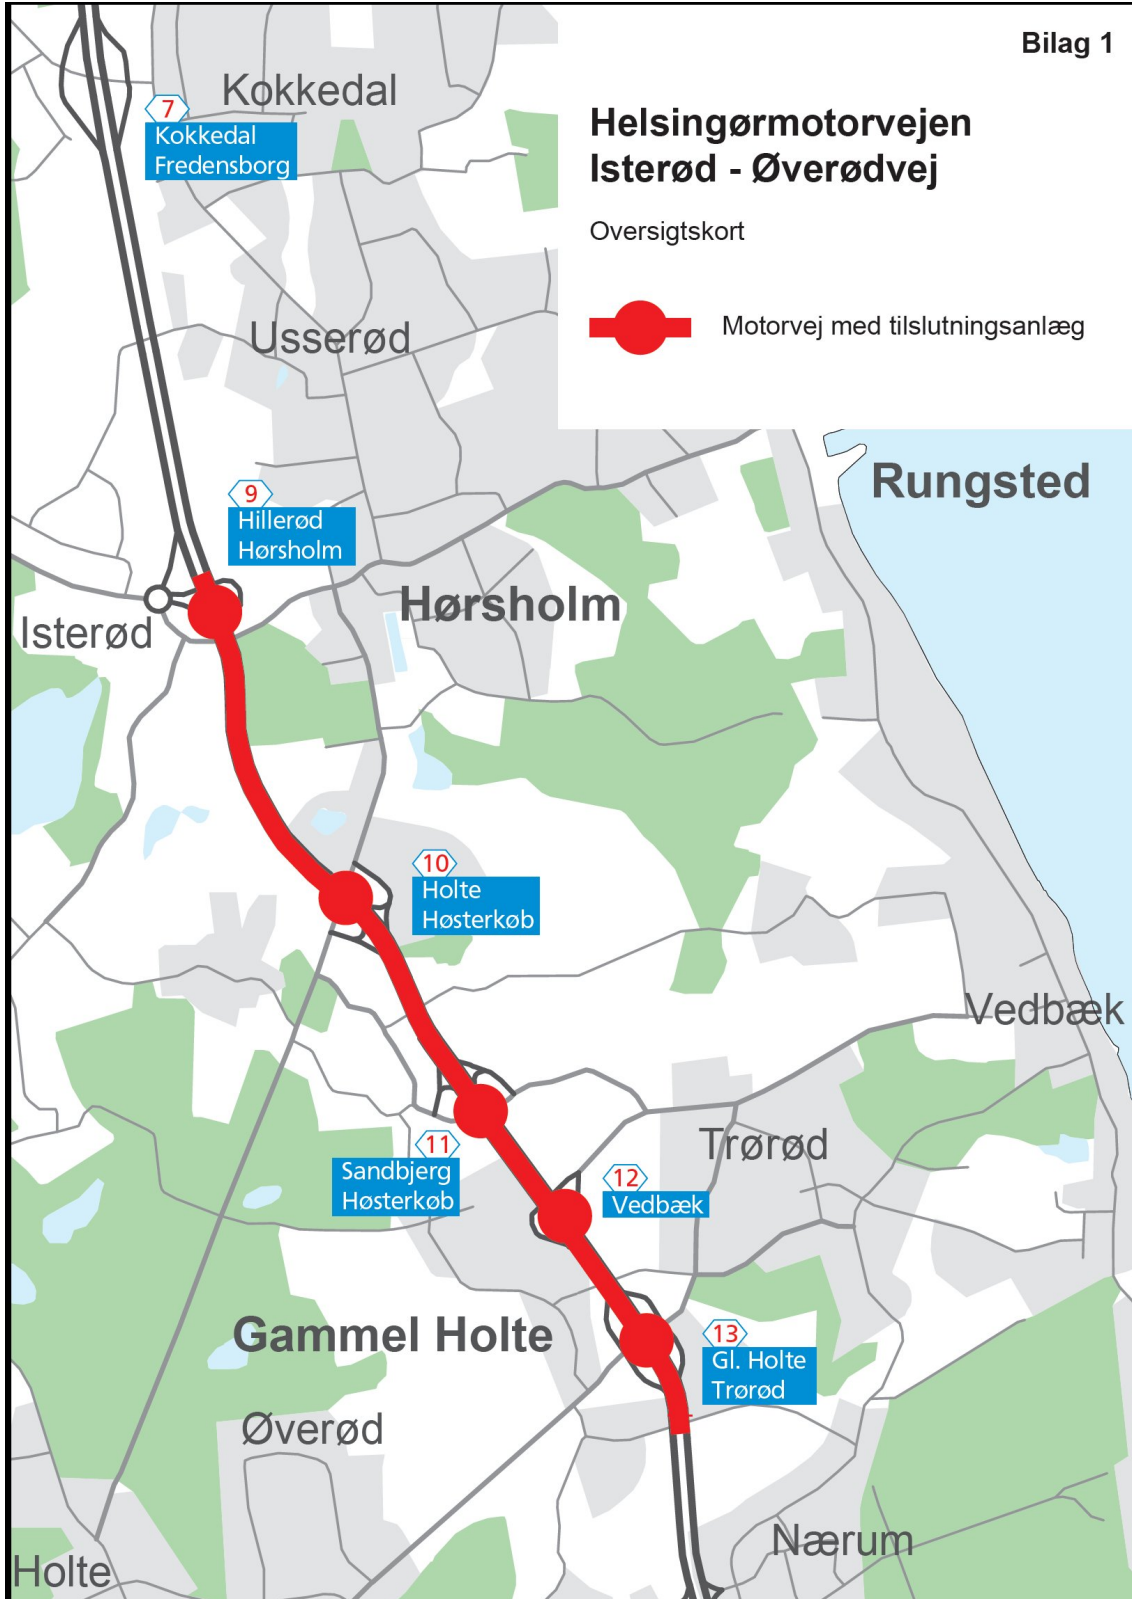 Bilag 1
Helsingørmotorvejen
Isterød - Øverødvej
Oversigtskort
Motorvej med tilslutningsanlæg
Kokkedal
7
Kokkedal
Fredensborg
Usserød
Rungsted
9
Hillerød
Hørsholm
Hørsholm
Isterød
10
Holte
Høsterkøb
Vedbæk
11
Sandbjerg
Høsterkøb
Trørød
12
Vedbæk
Gammel Holte
13
Gl. Holte
Trørød
Øverød
Nærum
Holte